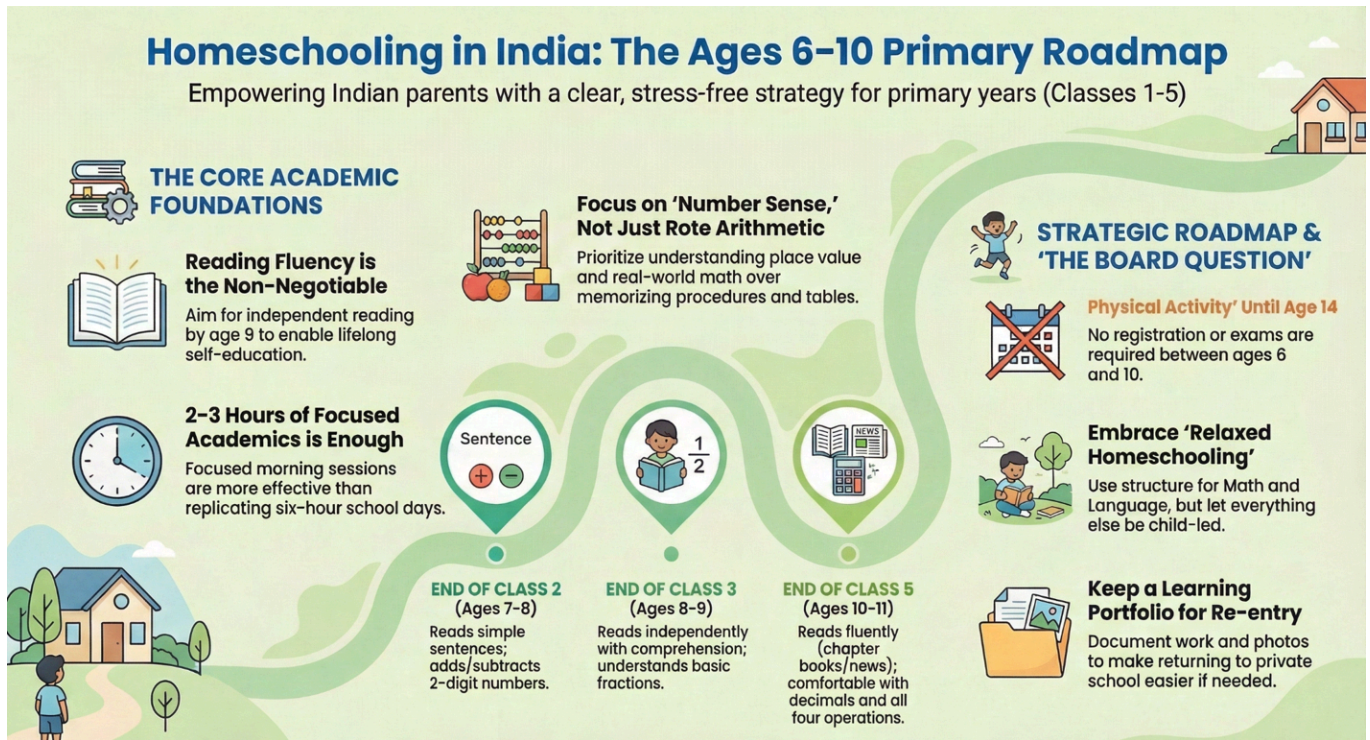 Homeschooling in India: The Ages 6–10 Primary Roadmap
Empowering Indian parents with a clear, stress-free strategy for primary years (Classes 1-5)
THE CORE ACADEMIC
FOUNDATIONS
Reading Fluency is
the Non-Negotiable
Aim for independent reading
by age 9 to enable lifelong
self-education.
2–3 Hours of Focused
Academics is Enough
Focused morning sessions
are more effective than
replicating six-hour school days.
Focus on ‘Number Sense,’
Not Just Rote Arithmetic
Prioritize understanding place value
and real-world math over
memorizing procedures and tables.
Sentence
+ −
1
2
NEWS
END OF CLASS 2
(Ages 7-8)
Reads simple
sentences;
adds/subtracts
2-digit numbers.
END OF CLASS 3
(Ages 8-9)
Reads independently
with comprehension;
understands basic
fractions.
END OF CLASS 5
(Ages 10-11)
Reads fluently
(chapter
books/news);
comfortable with
decimals and all
four operations.
STRATEGIC ROADMAP &
‘THE BOARD QUESTION’
Physical Activity’ Until Age 14
No registration or exams are
required between ages 6
and 10.
Embrace ‘Relaxed
Homeschooling’
Use structure for Math and
Language, but let everything
else be child-led.
Keep a Learning
Portfolio for Re-entry
Document work and photos
to make returning to private
school easier if needed.